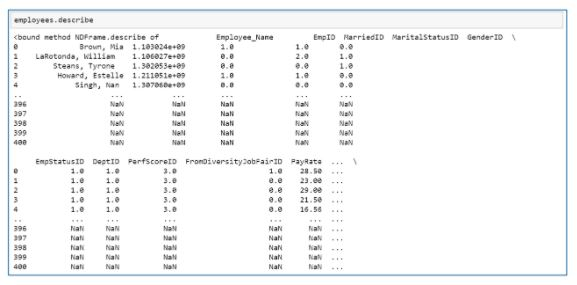 employees.describe
<bound method NDFrame.describe of Employee_Name EmpID MarriedID MaritalStatusID GenderID \
0 Brown, Mia 1.103024e+09 1.0 1.0 0.0
1 LaRotonda, William 1.106027e+09 0.0 2.0 1.0
2 Steans, Tyrone 1.302053e+09 0.0 0.0 1.0
3 Howard, Estelle 1.211051e+09 1.0 1.0 0.0
4 Singh, Nan 1.307060e+09 0.0 0.0 0.0
.. ... ... ... ... ...
396 NaN NaN NaN NaN NaN
397 NaN NaN NaN NaN NaN
398 NaN NaN NaN NaN NaN
399 NaN NaN NaN NaN NaN
400 NaN NaN NaN NaN NaN
EmpStatusID DeptID PerfScoreID FromDiversityJobFairID PayRate ... \
0 1.0 1.0 3.0 1.0 28.50 ...
1 1.0 1.0 3.0 0.0 23.00 ...
2 1.0 1.0 3.0 0.0 29.00 ...
3 1.0 1.0 3.0 0.0 21.50 ...
4 1.0 1.0 3.0 0.0 16.56 ...
.. ... ... ... ... ... ...
396 NaN NaN NaN NaN NaN ...
397 NaN NaN NaN NaN NaN ...
398 NaN NaN NaN NaN NaN ...
399 NaN NaN NaN NaN NaN ...
400 NaN NaN NaN NaN NaN ...